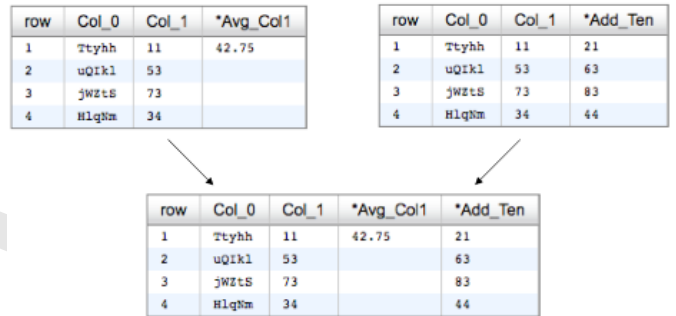 row Col_0 Col_1 *Avg_Col1
1 Ttyhh 11 42.75
2 uQIkl 53
3 jWZtS 73
4 HlqNm 34
row Col_0 Col_1 *Add_Ten
1 Ttyhh 11 21
2 uQIkl 53 63
3 jWZtS 73 83
4 HlqNm 34 44
row Col_0 Col_1 *Avg_Col1 *Add_Ten
1 Ttyhh 11 42.75 21
2 uQIkl 53 63
3 jWZtS 73 83
4 HlqNm 34 44